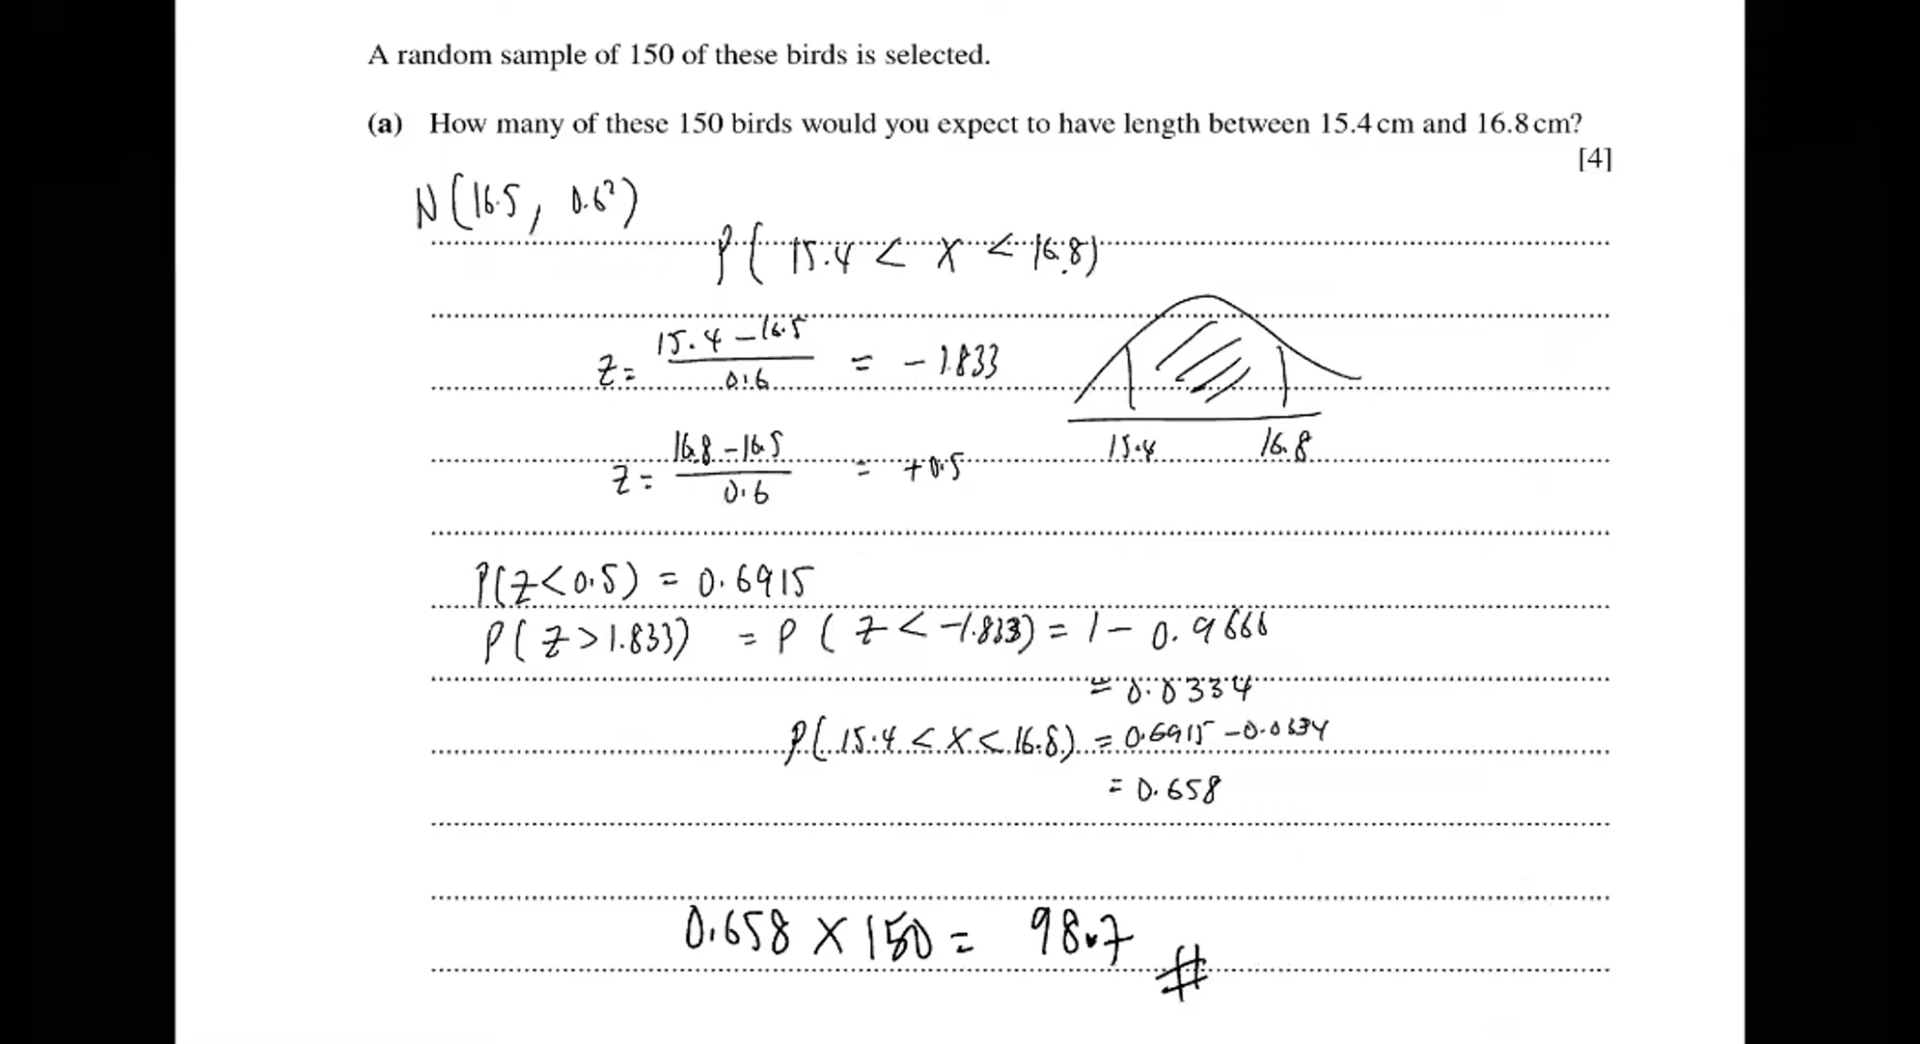 A random sample of 150 of these birds is selected.
(a) How many of these 150 birds would you expect to have length between 15.4 cm and 16.8 cm?
[4]
N(16.5, 0.6²)
P(15.4 < X < 16.8)
Z = (15.4 - 16.5)/0.6 = -1.833
Z = (16.8 - 16.5)/0.6 = +0.5
15.4 16.8
P(Z < 0.5) = 0.6915
P(Z > 1.833) = P(Z < -1.833) = 1 - 0.9666
= 0.0334
P(15.4 < X < 16.8) = 0.6915 - 0.0334
= 0.658
0.658 × 150 = 98.7 #